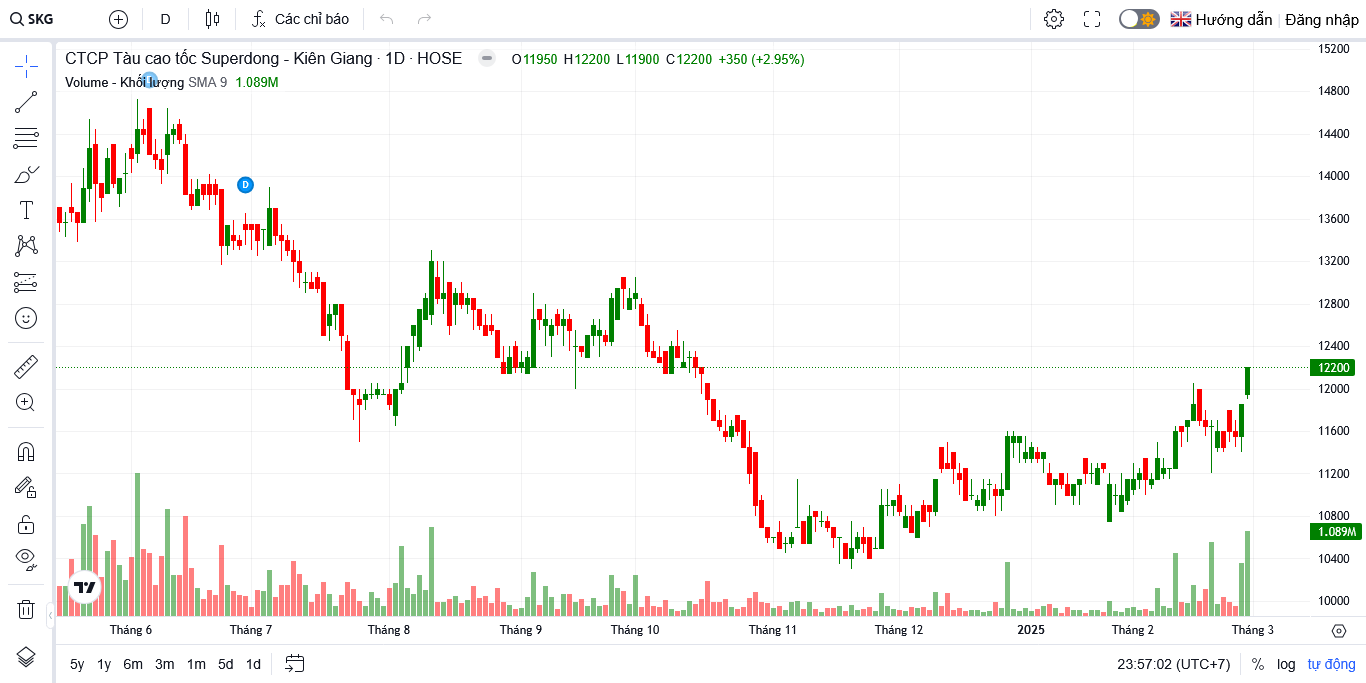 SKG D Các chỉ báo Hướng dẫn Đăng nhập
CTCP Tàu cao tốc Superdong - Kiên Giang · 1D · HOSE O11950 H12200 L11900 C12200 +350 (+2.95%)
Volume - Khối lượng SMA 9 1.089M
D
15200
14800
14400
14000
13600
13200
12800
12400
12200
12000
11600
11200
10800
1.089M
10400
10000
Tháng 6 Tháng 7 Tháng 8 Tháng 9 Tháng 10 Tháng 11 Tháng 12 2025 Tháng 2 Tháng 3
5y 1y 6m 3m 1m 5d 1d 23:57:02 (UTC+7) % log tự động